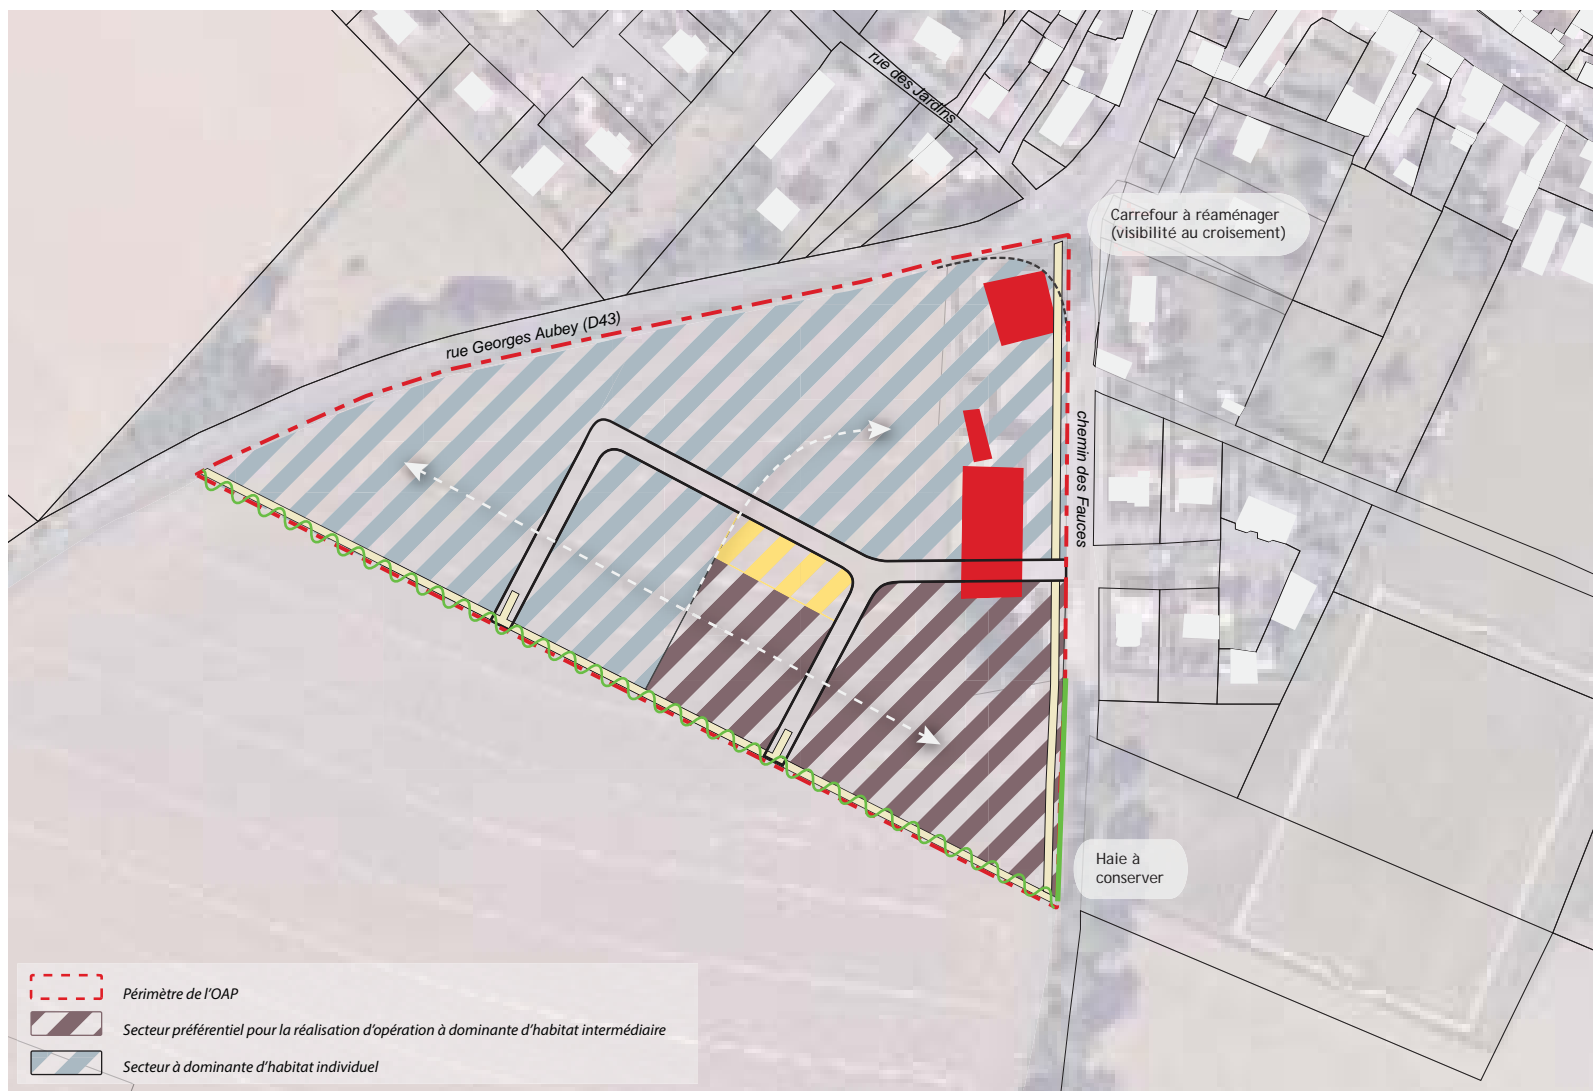 rue des Jardins
Carrefour à réaménager
(visibilité au croisement)
rue Georges Aubey (D43)
chemin des Fauces
Haie à
conserver
Périmètre de l'OAP
Secteur préférentiel pour la réalisation d'opération à dominante d'habitat intermédiaire
Secteur à dominante d'habitat individuel